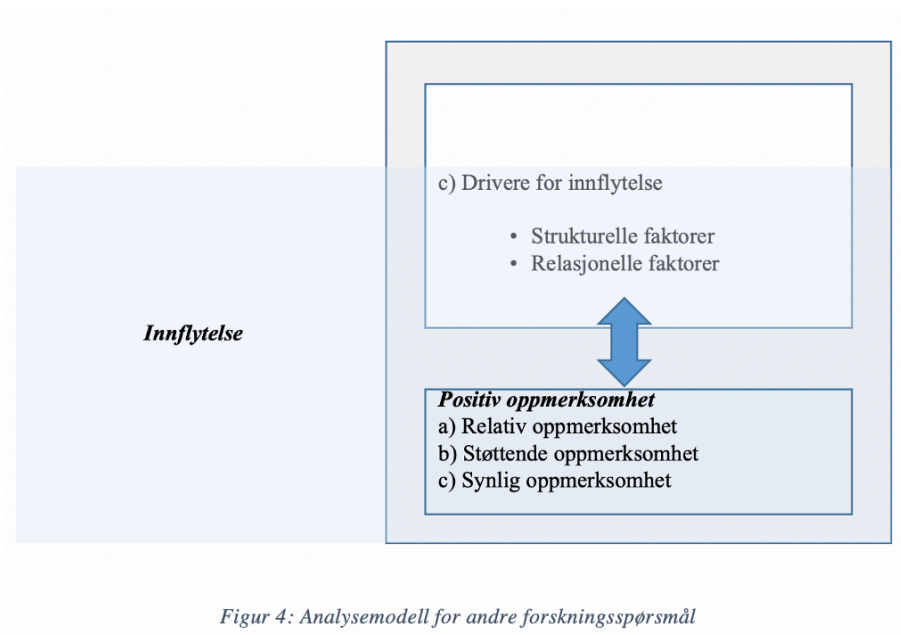 c) Drivere for innflytelse
• Strukturelle faktorer
• Relasjonelle faktorer
Innflytelse
Positiv oppmerksomhet
a) Relativ oppmerksomhet
b) Støttende oppmerksomhet
c) Synlig oppmerksomhet
Figur 4: Analysemodell for andre forskningsspørsmål